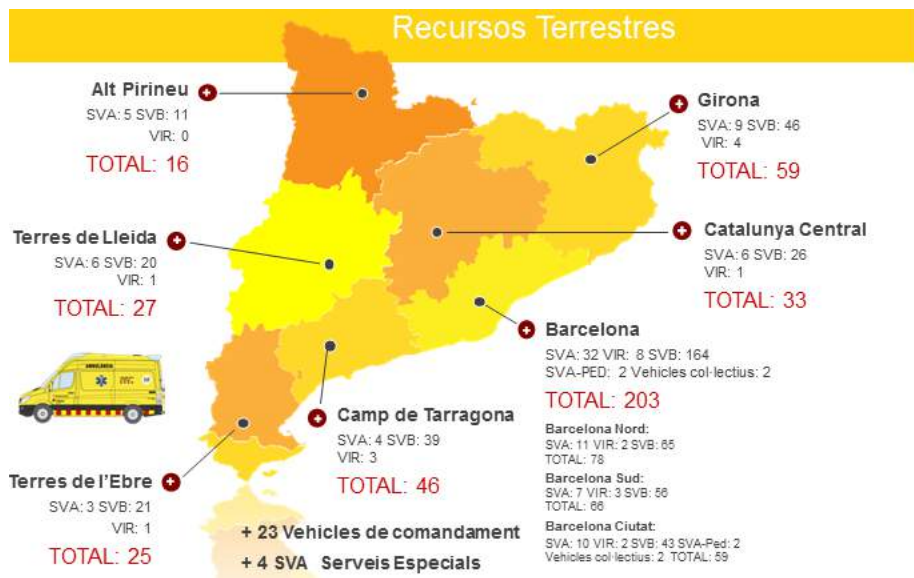 Recursos Terrestres
Alt Pirineu
SVA: 5 SVB: 11
VIR: 0
TOTAL: 16
Girona
SVA: 9 SVB: 46
VIR: 4
TOTAL: 59
Terres de Lleida
SVA: 6 SVB: 20
VIR: 1
TOTAL: 27
Catalunya Central
SVA: 6 SVB: 26
VIR: 1
TOTAL: 33
Barcelona
SVA: 32 VIR: 8 SVB: 164
SVA-PED: 2 Vehicles col·lectius: 2
TOTAL: 203
Barcelona Nord:
SVA: 11 VIR: 2 SVB: 65
TOTAL: 78
Barcelona Sud:
SVA: 7 VIR: 3 SVB: 56
TOTAL: 66
Barcelona Ciutat:
SVA: 10 VIR: 2 SVB: 43 SVA-Ped: 2
Vehicles col·lectius: 2 TOTAL: 59
Camp de Tarragona
SVA: 4 SVB: 39
VIR: 3
TOTAL: 46
Terres de l'Ebre
SVA: 3 SVB: 21
VIR: 1
TOTAL: 25
+ 23 Vehicles de comandament
+ 4 SVA Serveis Especials